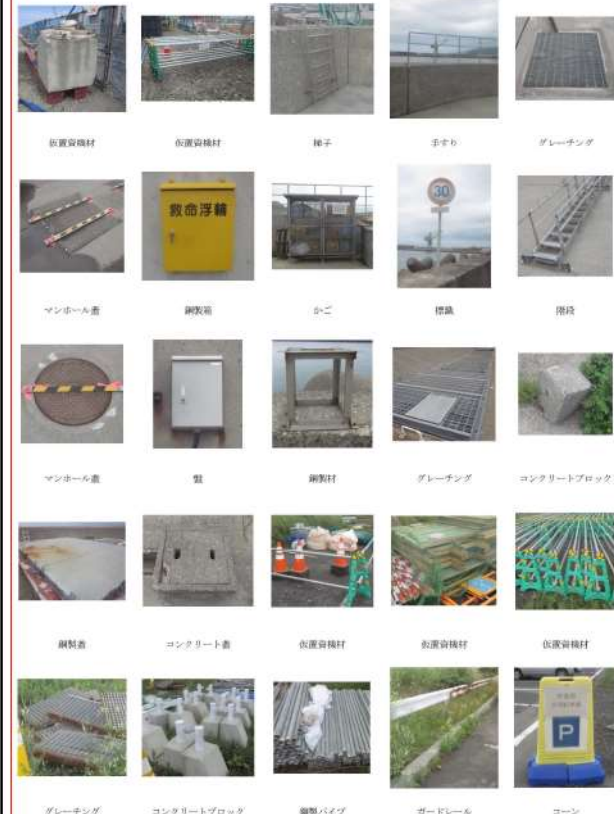 仮置資機材 仮置資機材 梯子 手すり グレーチング
救命浮輪
30
マンホール蓋 鋼製箱 かご 標識 階段
マンホール蓋 盤 鋼製材 グレーチング コンクリートブロック
鋼製蓋 コンクリート蓋 仮置資機材 仮置資機材 仮置資機材
P
グレーチング コンクリートブロック 鋼製パイプ ガードレール コーン